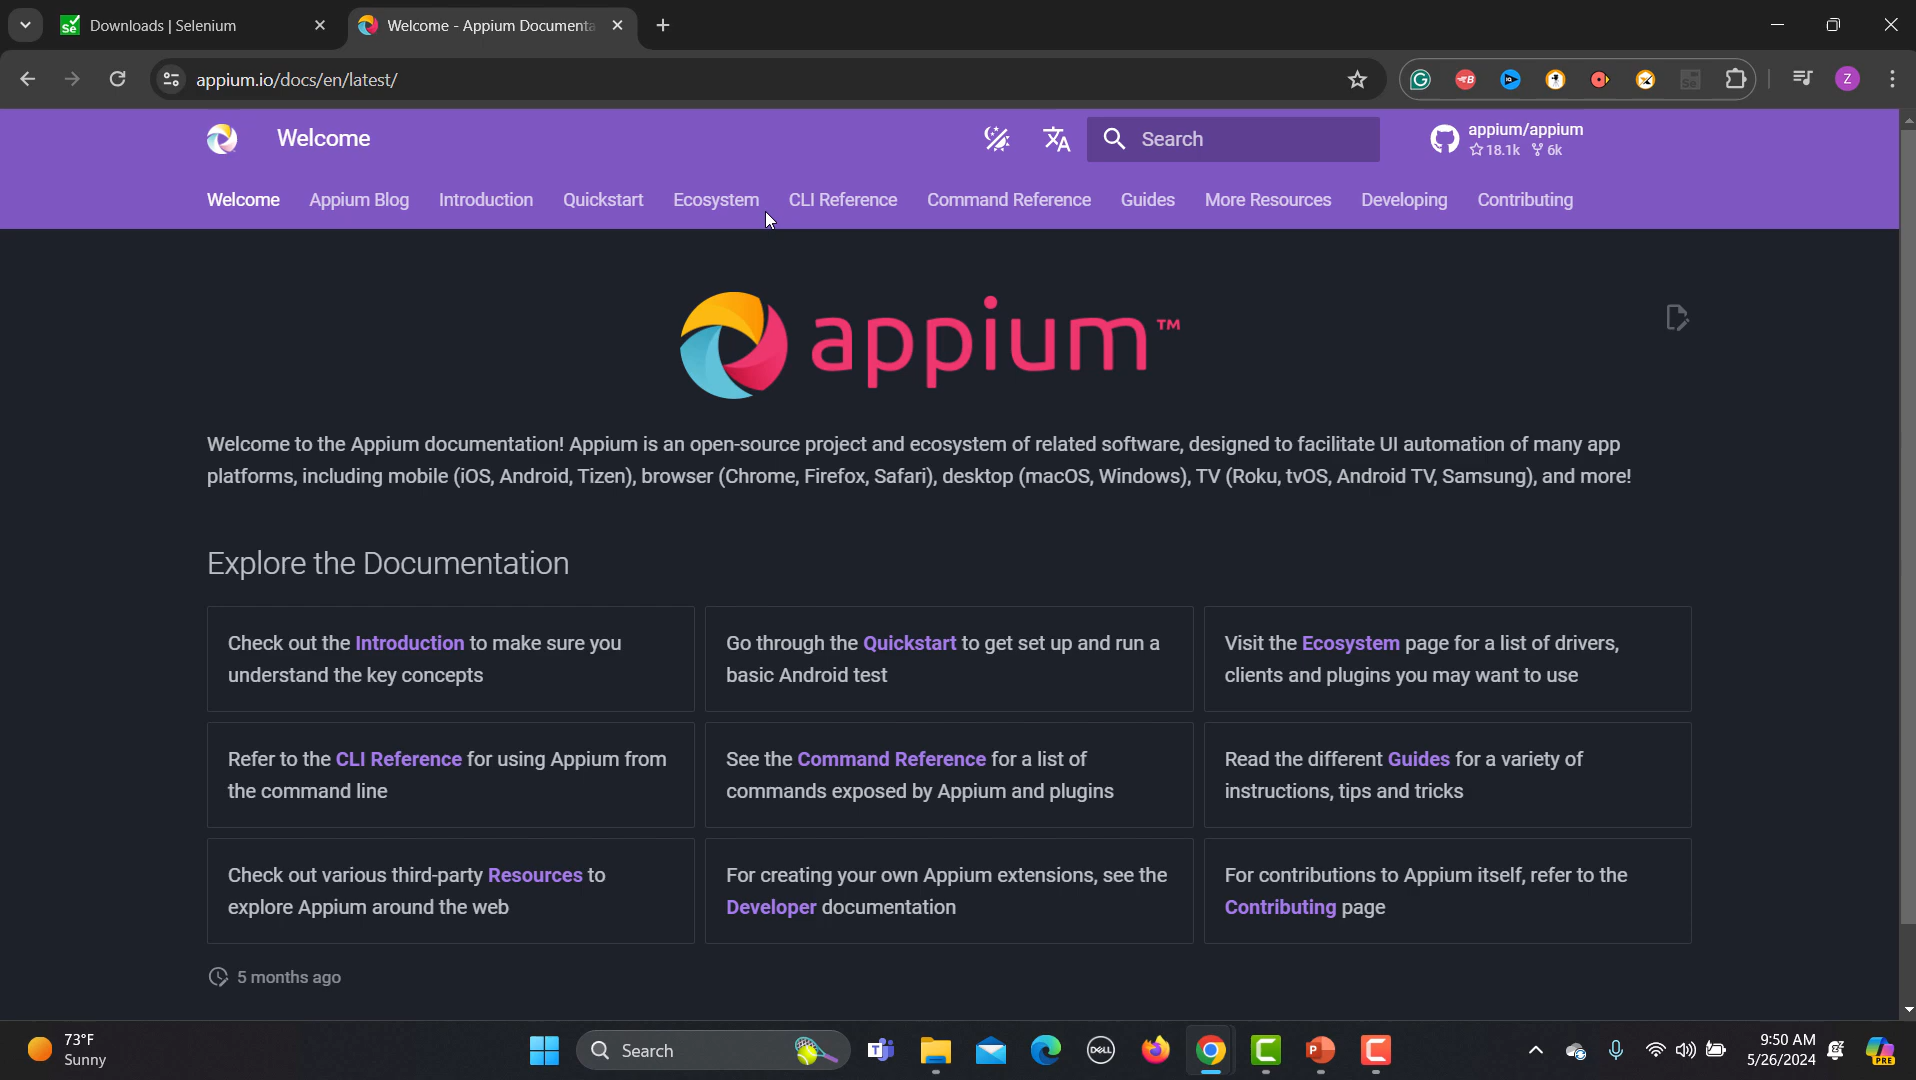 Downloads | Selenium
Welcome - Appium Documenta
appium.io/docs/en/latest/
Z
Welcome
Search
appium/appium
18.1k 6k
Welcome Appium Blog Introduction Quickstart Ecosystem CLI Reference Command Reference Guides More Resources Developing Contributing
appium™
Welcome to the Appium documentation! Appium is an open-source project and ecosystem of related software, designed to facilitate UI automation of many app
platforms, including mobile (iOS, Android, Tizen), browser (Chrome, Firefox, Safari), desktop (macOS, Windows), TV (Roku, tvOS, Android TV, Samsung), and more!
Explore the Documentation
Check out the Introduction to make sure you
understand the key concepts
Go through the Quickstart to get set up and run a
basic Android test
Visit the Ecosystem page for a list of drivers,
clients and plugins you may want to use
Refer to the CLI Reference for using Appium from
the command line
See the Command Reference for a list of
commands exposed by Appium and plugins
Read the different Guides for a variety of
instructions, tips and tricks
Check out various third-party Resources to
explore Appium around the web
For creating your own Appium extensions, see the
Developer documentation
For contributions to Appium itself, refer to the
Contributing page
5 months ago
73°F
Sunny
Search
DELL
9:50 AM
5/26/2024
PRE